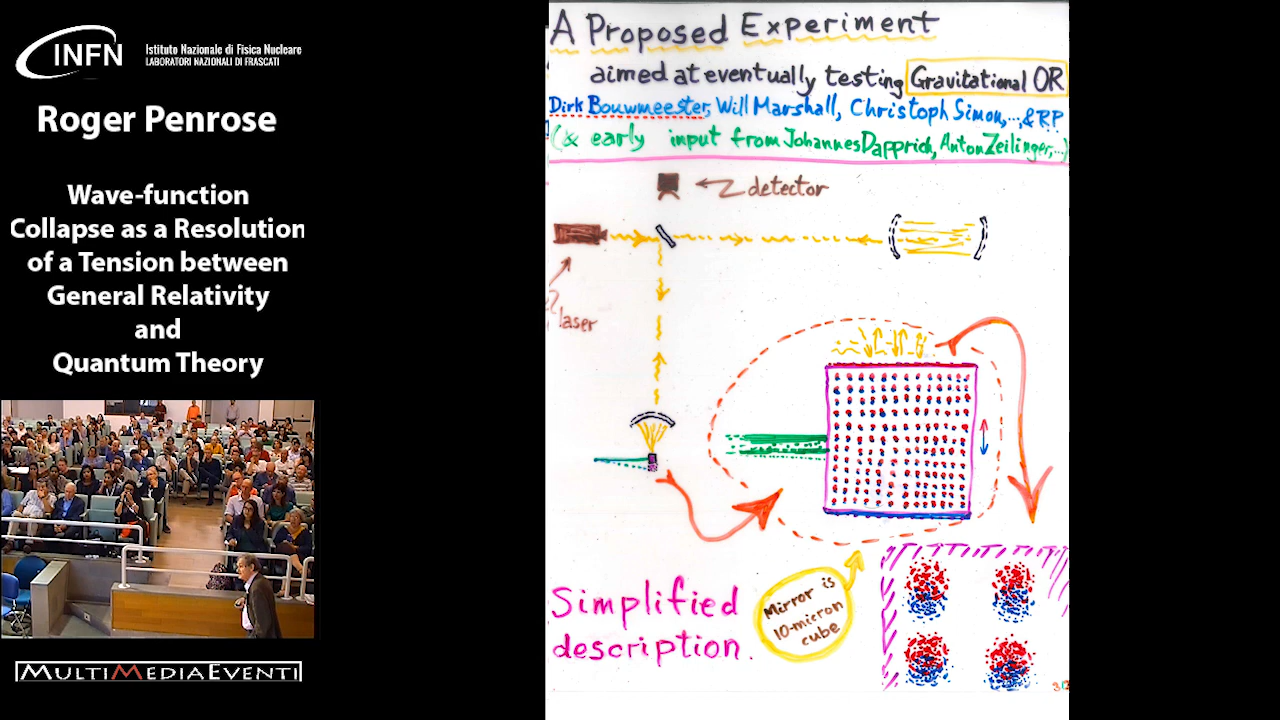 INFN
Istituto Nazionale di Fisica Nucleare
LABORATORI NAZIONALI DI FRASCATI
Roger Penrose
Wave-function
Collapse as a Resolution
of a Tension between
General Relativity
and
Quantum Theory
MULTIMEDIAEVENTI
A Proposed Experiment
aimed at eventually testing Gravitational OR
Dirk Bouwmeester, Will Marshall, Christoph Simon,..., & RP
(& early input from Johannes Dapprich, Anton Zeilinger,...)
detector
laser
Simplified
description.
Mirror is
10-micron
cube